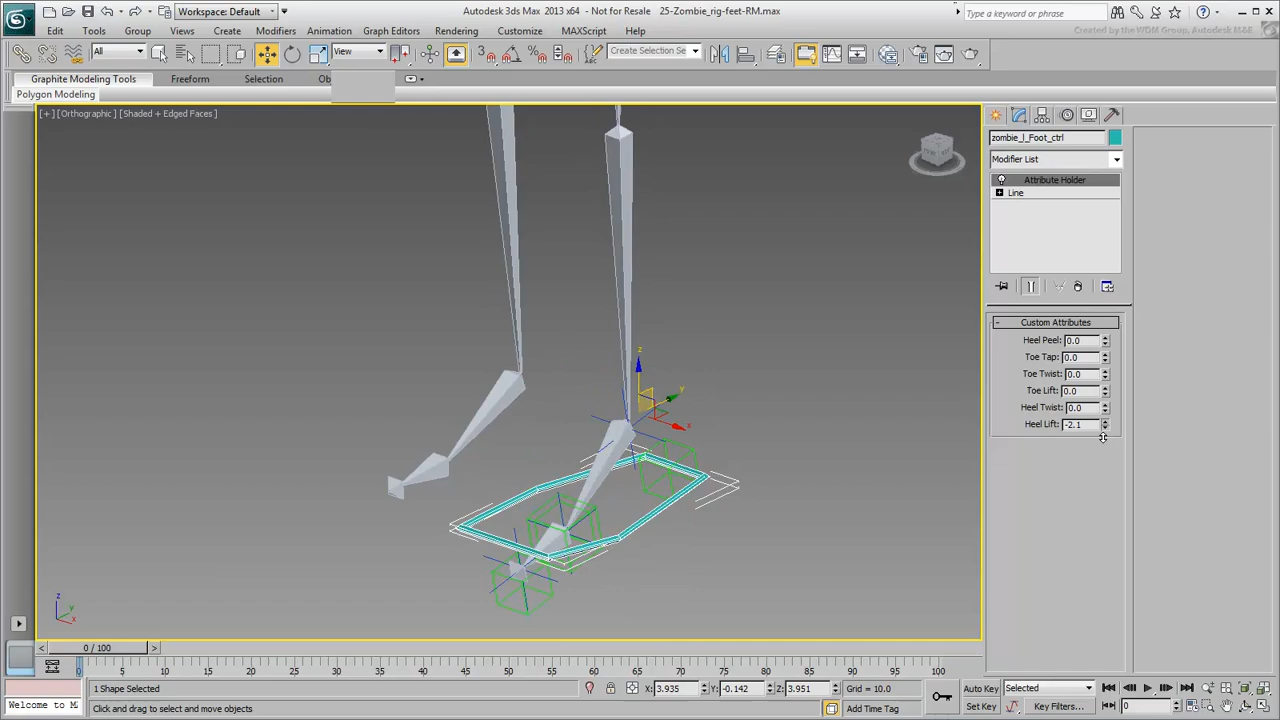 Workspace: Default
Autodesk 3ds Max 2013 x64 - Not for Resale 25-Zombie_rig-feet-RM.max
Type a keyword or phrase
Edit Tools Group Views Create Modifiers Animation Graph Editors Rendering Customize MAXScript Help
Created by the WDM Group, Autodesk M&E
All
View
Create Selection Se
Graphite Modeling Tools Freeform Selection
Polygon Modeling
[+] [Orthographic] [Shaded + Edged Faces]
zombie_l_Foot_ctrl
Modifier List
Attribute Holder
Line
Custom Attributes
Heel Peel: 0.0
Toe Tap: 0.0
Toe Twist: 0.0
Toe Lift: 0.0
Heel Twist: 0.0
Heel Lift: -2.1
z
y
x
z
y
x
0 / 100
0 5 10 15 20 25 30 35 40 45 50 55 60 65 70 75 80 85 90 95 100
1 Shape Selected
X: 3.935 Y: -0.142 Z: 3.951 Grid = 10.0
Auto Key Selected
Welcome to M
Click and drag to select and move objects
Add Time Tag
Set Key Key Filters...
0